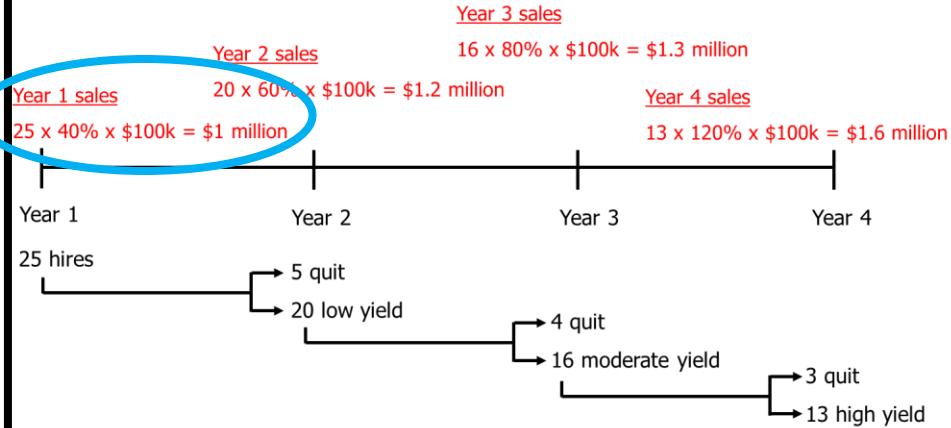 Year 3 sales
16 x 80% x $100k = $1.3 million
Year 2 sales
20 x 60% x $100k = $1.2 million
Year 1 sales
25 x 40% x $100k = $1 million
Year 4 sales
13 x 120% x $100k = $1.6 million
Year 1
Year 2
Year 3
Year 4
25 hires
5 quit
20 low yield
4 quit
16 moderate yield
3 quit
13 high yield